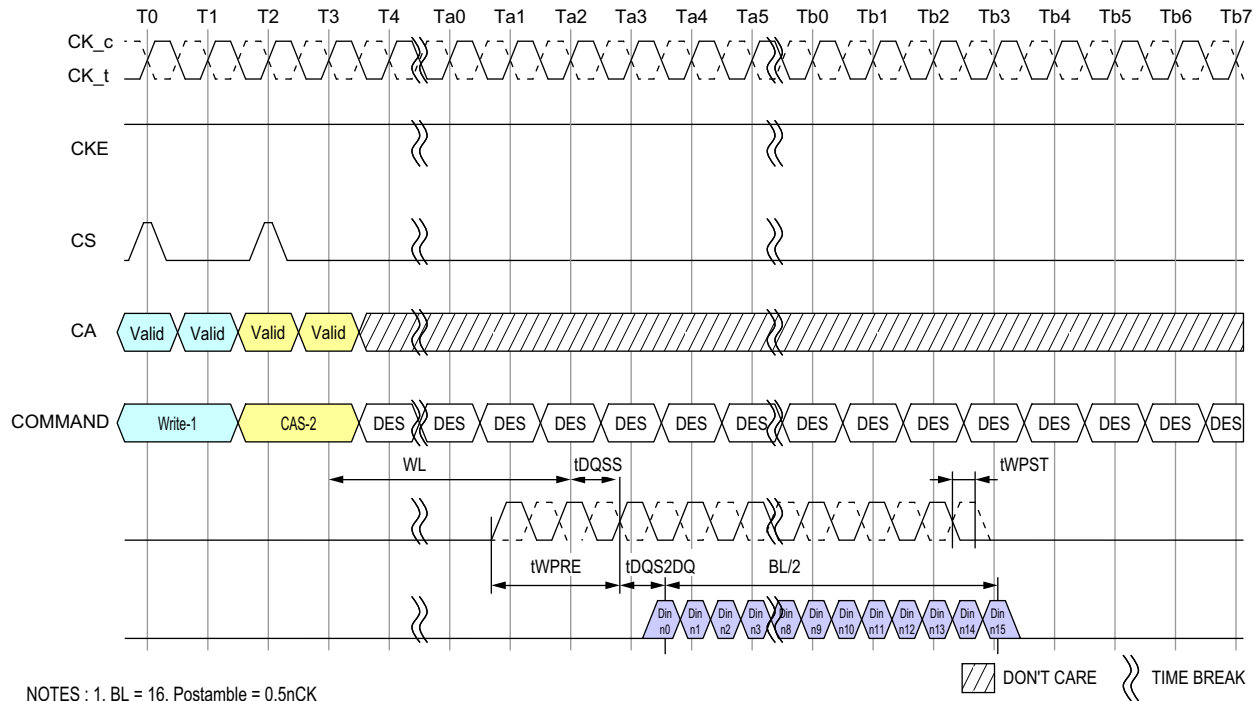 T0 T1 T2 T3 T4 Ta0 Ta1 Ta2 Ta3 Ta4 Ta5 Tb0 Tb1 Tb2 Tb3 Tb4 Tb5 Tb6 Tb7
CK_c
CK_t
CKE
CS
CA Valid Valid Valid Valid
COMMAND Write-1 CAS-2 DES DES DES DES DES DES DES DES DES DES DES DES DES DES DES
WL tDQSS tWPST
tWPRE tDQS2DQ BL/2
Din n0 Din n1 Din n2 Din n3 Din n8 Din n9 Din n10 Din n11 Din n12 Din n13 Din n14 Din n15
DON'T CARE TIME BREAK
NOTES : 1. BL = 16, Postamble = 0.5nCK